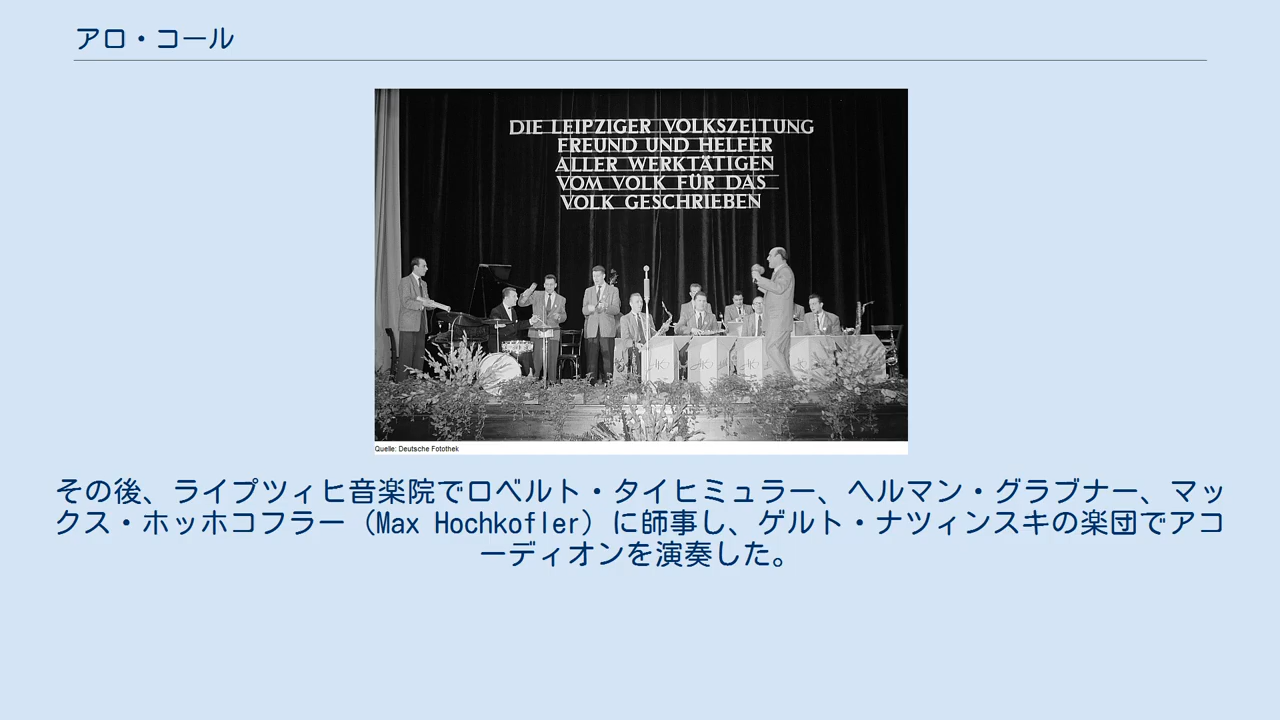 アロ・コール
DIE LEIPZIGER VOLKSZEITUNG
FREUND UND HELFER
ALLER WERKTÄTIGEN
VOM VOLK FÜR DAS
VOLK GESCHRIEBEN
Quelle: Deutsche Fotothek
その後、ライプツィヒ音楽院でロベルト・タイヒミュラー、ヘルマン・グラブナー、マッ
クス・ホッホコフラー（Max Hochkofler）に師事し、ゲルト・ナツィンスキの楽団でアコ
ーディオンを演奏した。